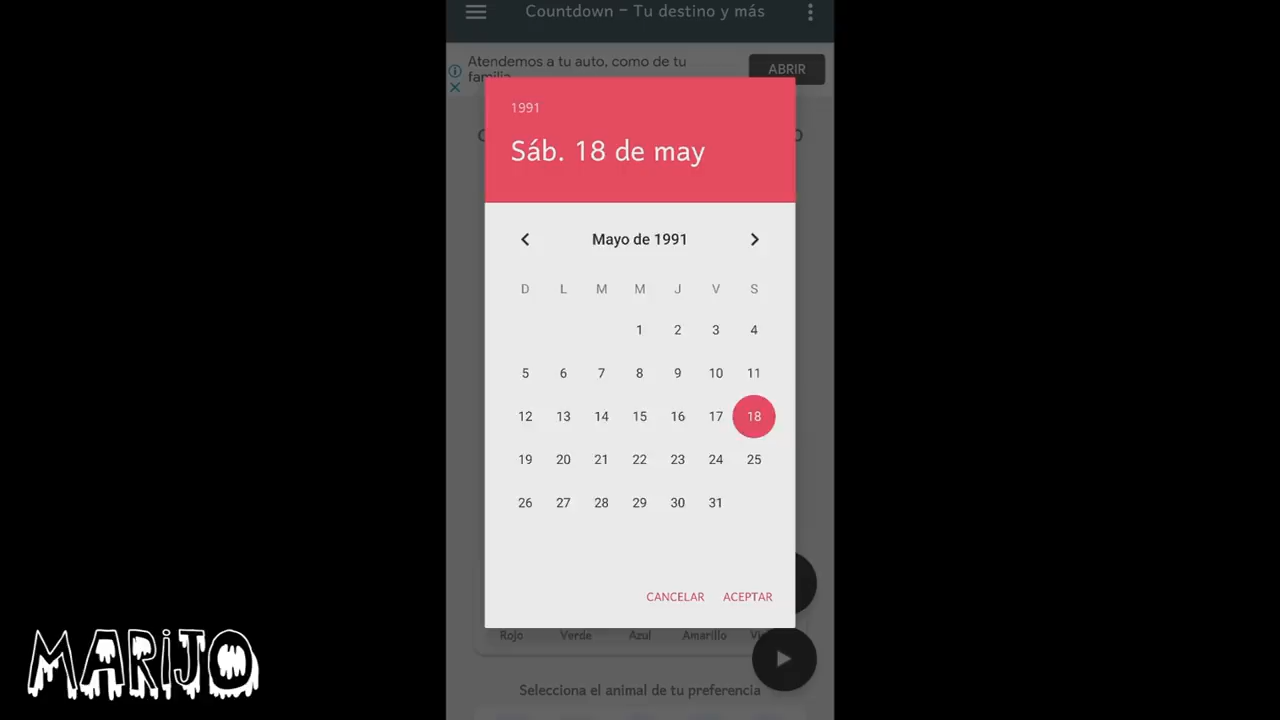 Countdown - Tu destino y más
Atendemos a tu auto, como de tu
familia
ABRIR
1991
Sáb. 18 de may
Mayo de 1991
D L M M J V S
1 2 3 4
5 6 7 8 9 10 11
12 13 14 15 16 17 18
19 20 21 22 23 24 25
26 27 28 29 30 31
CANCELAR ACEPTAR
Rojo Verde Azul Amarillo
Selecciona el animal de tu preferencia
MARiJO